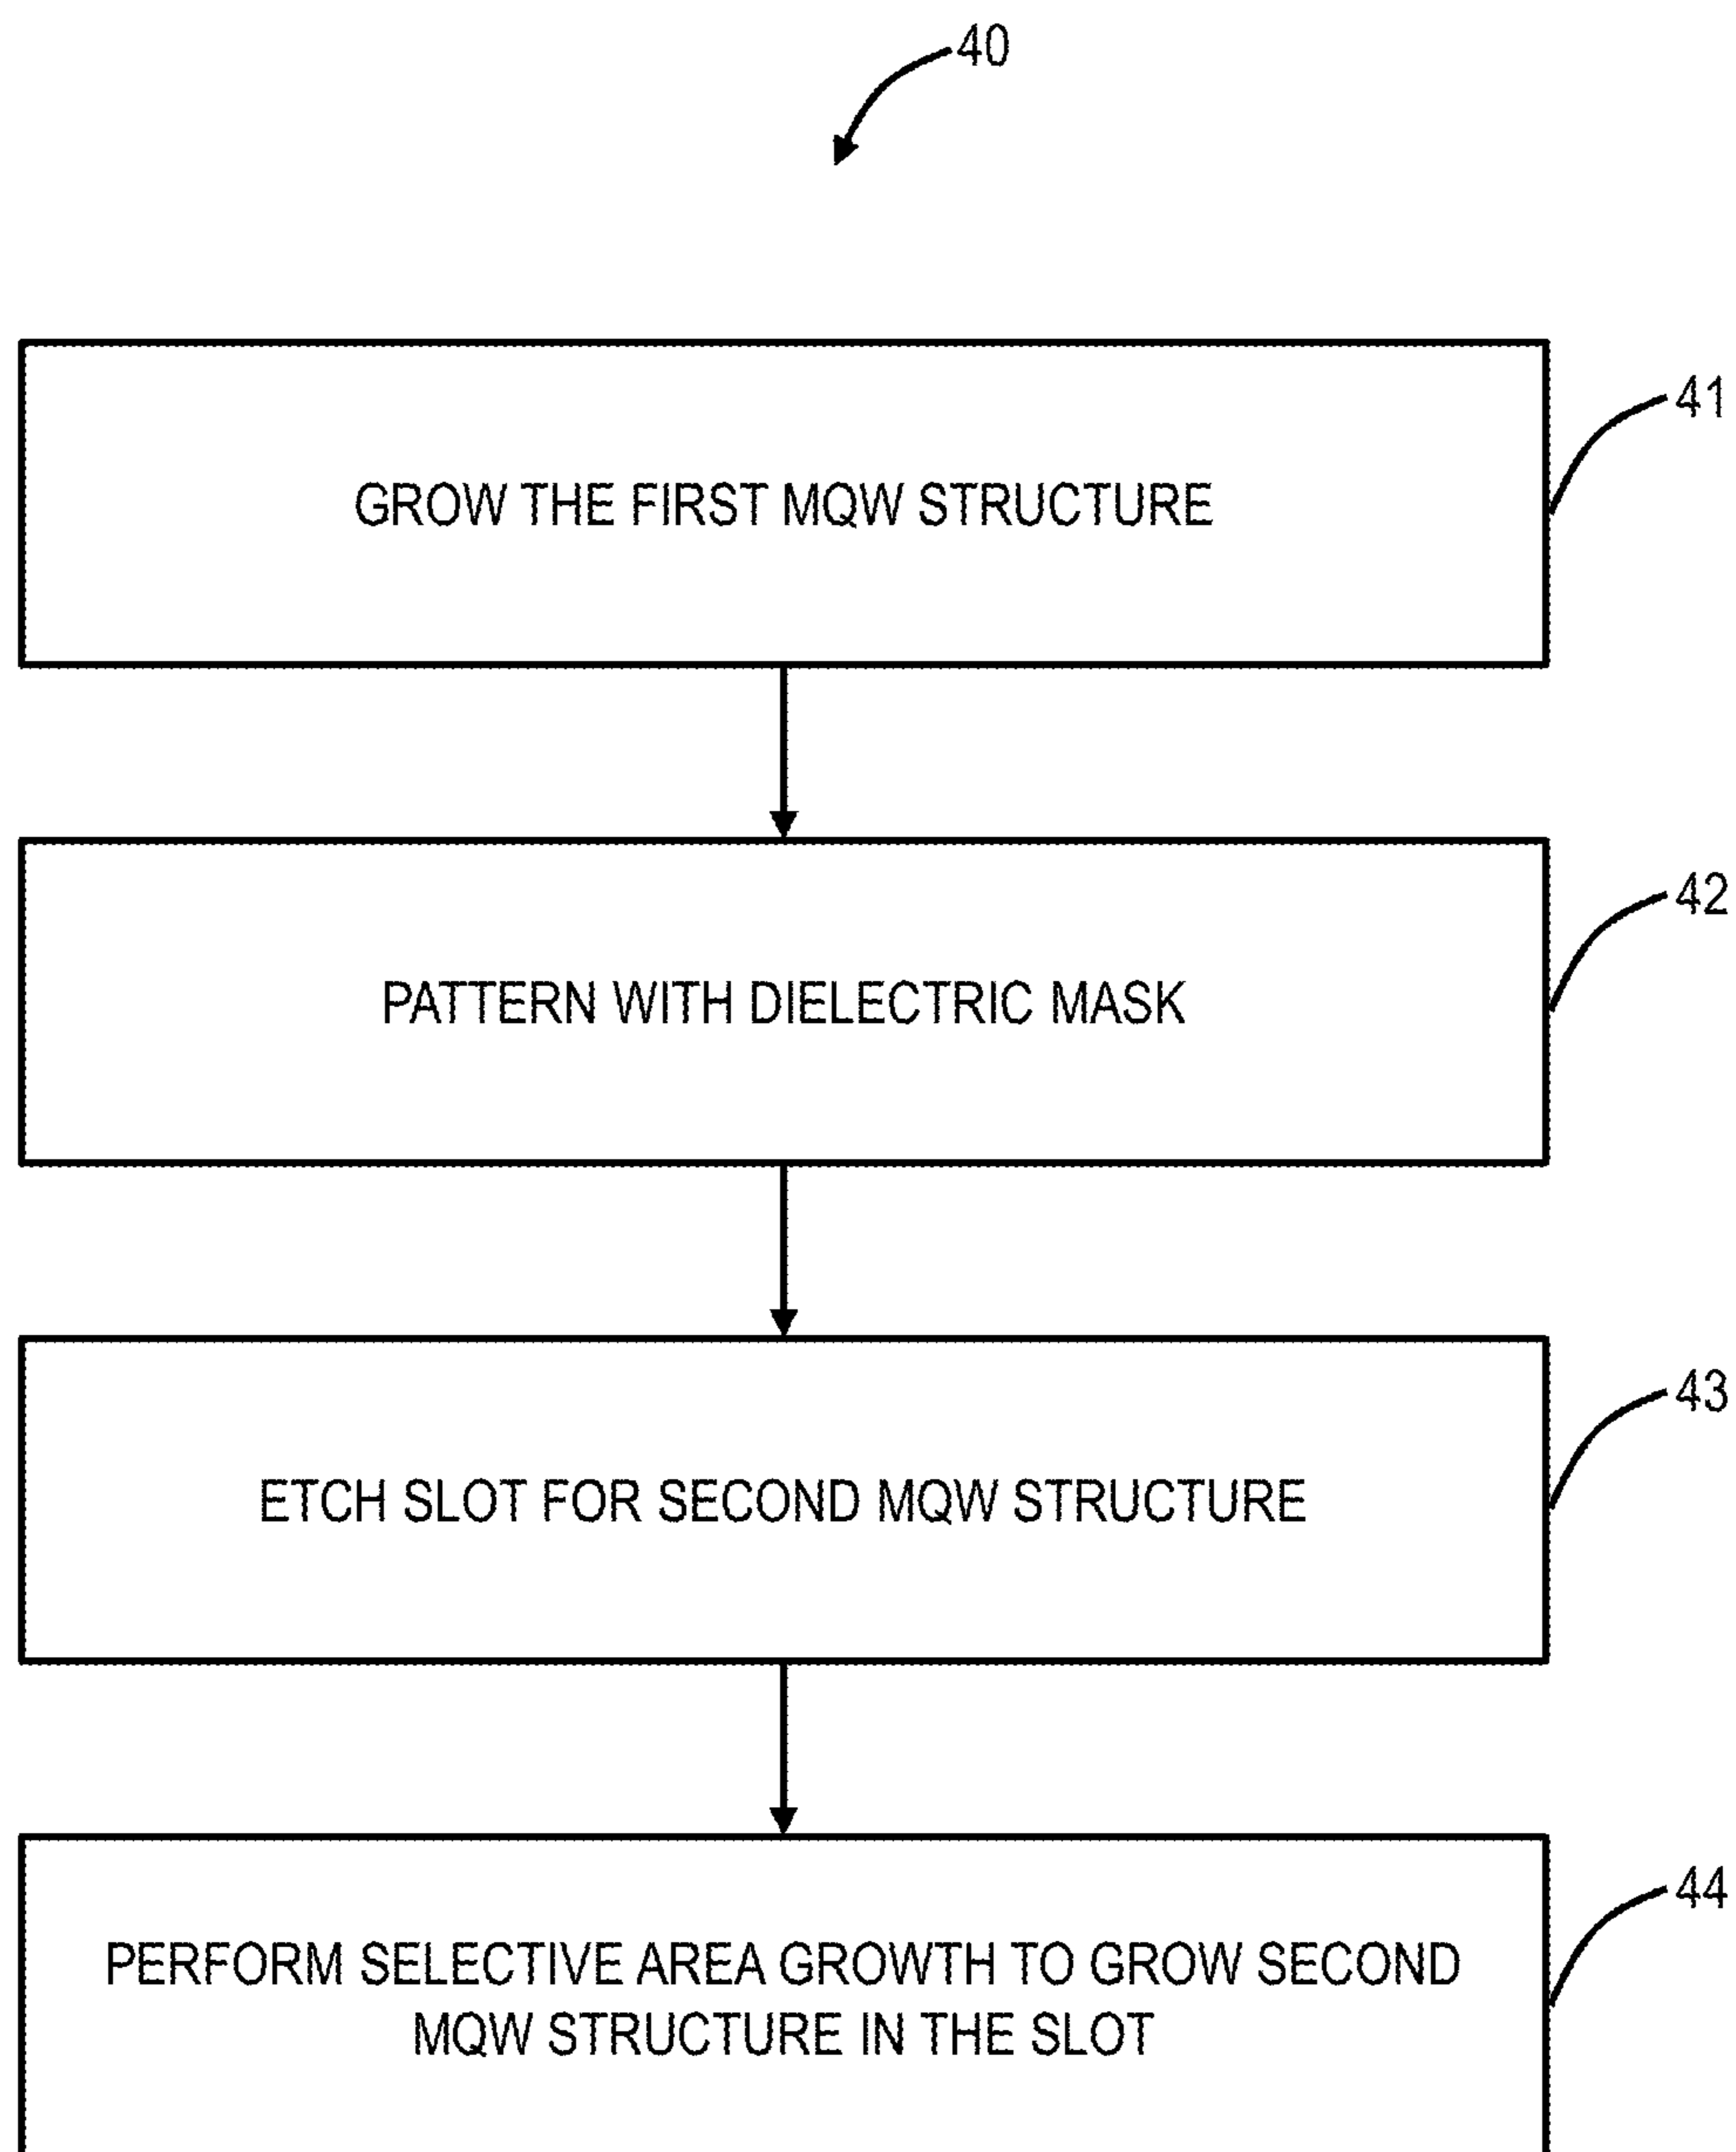 40
41
GROW THE FIRST MQW STRUCTURE
42
PATTERN WITH DIELECTRIC MASK
43
ETCH SLOT FOR SECOND MQW STRUCTURE
44
PERFORM SELECTIVE AREA GROWTH TO GROW SECOND
MQW STRUCTURE IN THE SLOT